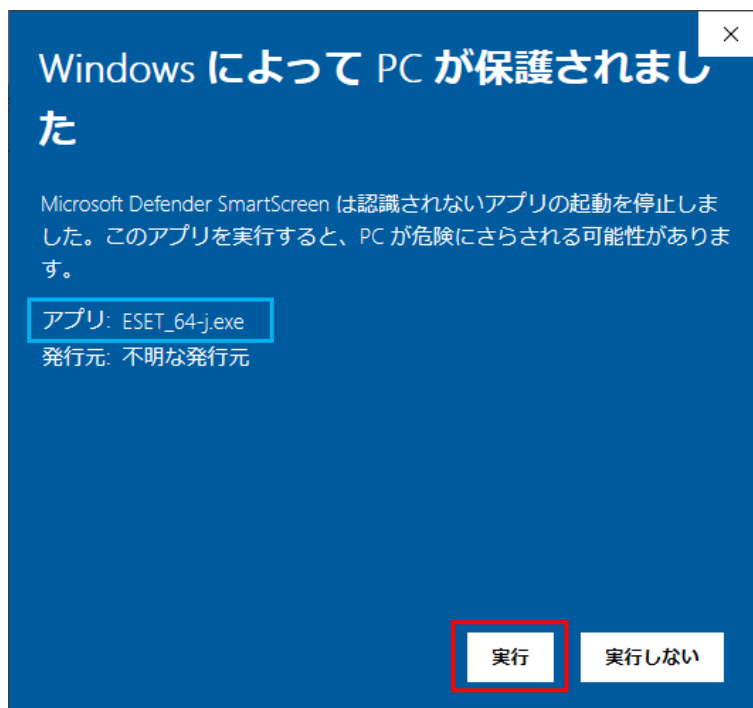 Windows によって PC が保護されまし
た
Microsoft Defender SmartScreen は認識されないアプリの起動を停止しま
した。このアプリを実行すると、PC が危険にさらされる可能性がありま
す。
アプリ: ESET_64-j.exe
発行元: 不明な発行元
実行 実行しない